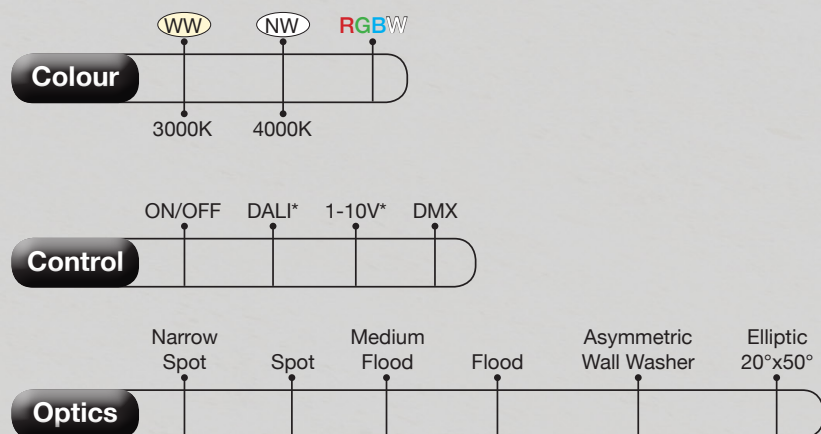 WW NW RGBW
Colour
3000K 4000K
ON/OFF DALI* 1-10V* DMX
Control
Narrow Spot Spot Medium Flood Flood Asymmetric Wall Washer Elliptic 20°x50°
Optics